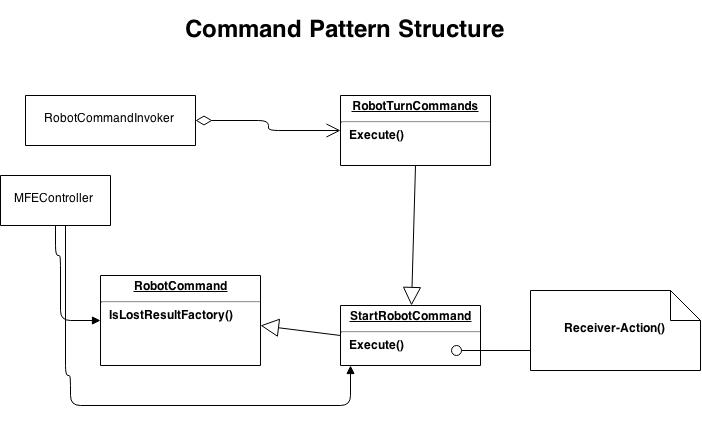 Command Pattern Structure
RobotCommandInvoker
RobotTurnCommands
Execute()
MFEController
RobotCommand
IsLostResultFactory()
StartRobotCommand
Execute()
Receiver-Action()